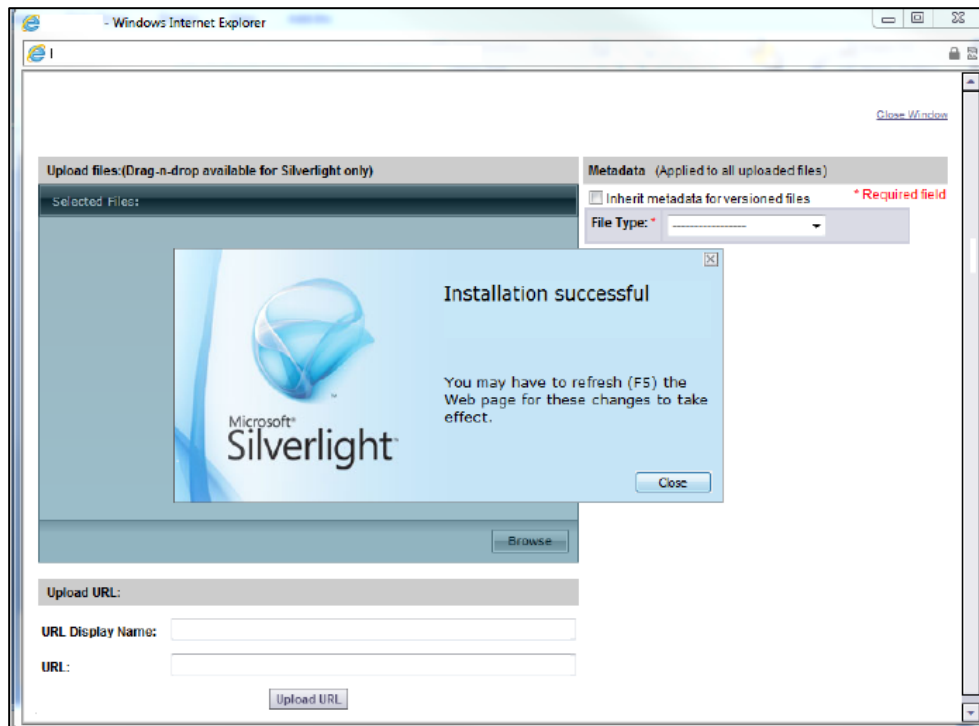 - Windows Internet Explorer
Close Window
Upload files:(Drag-n-drop available for Silverlight only)
Metadata (Applied to all uploaded files)
Selected Files:
Inherit metadata for versioned files
* Required field
File Type: * ----------------
Installation successful
You may have to refresh (F5) the
Web page for these changes to take
effect.
Microsoft®
Silverlight™
Close
Browse
Upload URL:
URL Display Name:
URL:
Upload URL